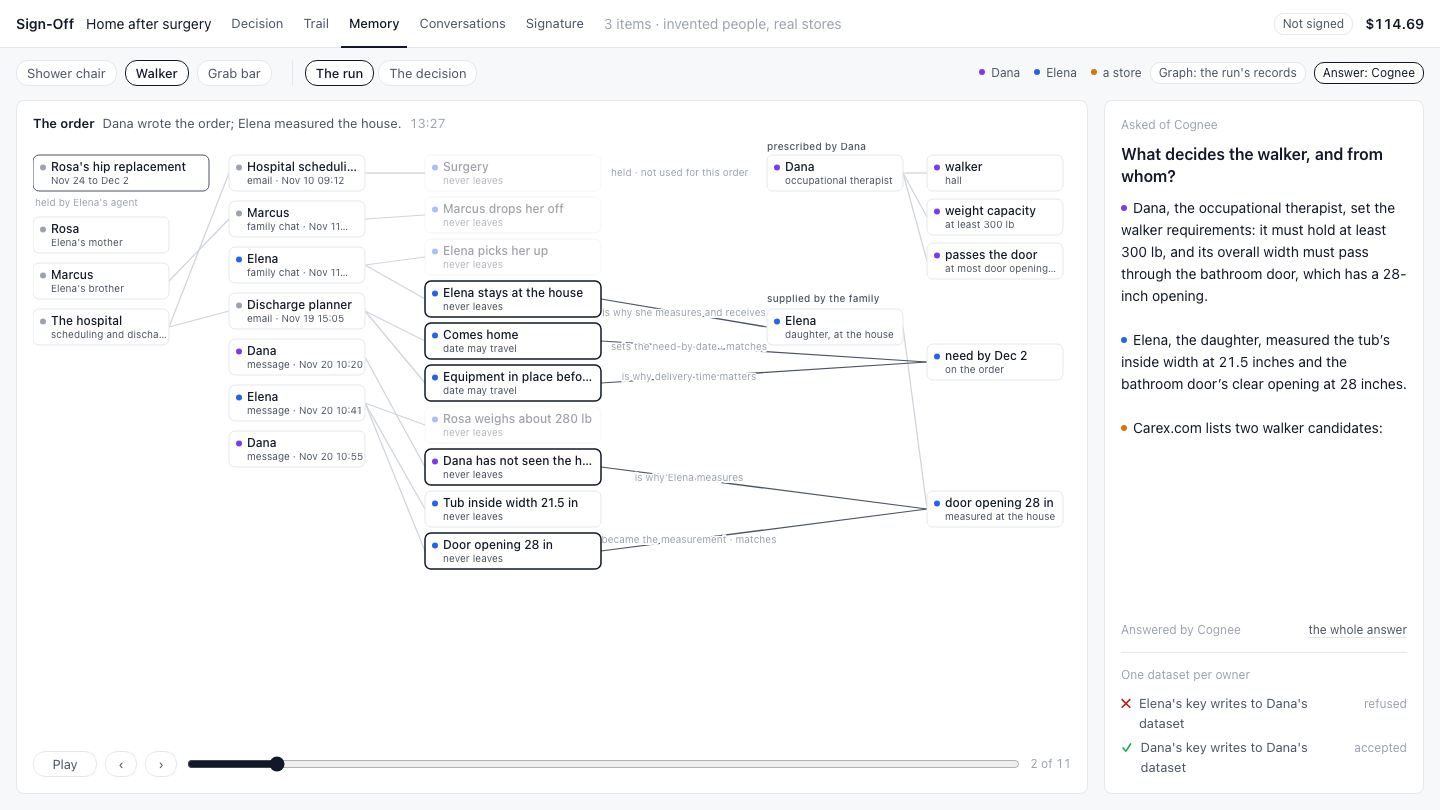 Sign-Off Home after surgery Decision Trail Memory Conversations Signature 3 items · invented people, real stores Not signed $114.69
Shower chair Walker Grab bar The run The decision Dana Elena a store Graph: the run's records Answer: Cognee
The order Dana wrote the order; Elena measured the house. 13:27
Rosa's hip replacement
Nov 24 to Dec 2
held by Elena's agent
Rosa
Elena's mother
Marcus
Elena's brother
The hospital
scheduling and discha...
Hospital scheduli...
email · Nov 10 09:12
Marcus
family chat · Nov 11...
Elena
family chat · Nov 11...
Discharge planner
email · Nov 19 15:05
Dana
message · Nov 20 10:20
Elena
message · Nov 20 10:41
Dana
message · Nov 20 10:55
Surgery
never leaves
Marcus drops her off
never leaves
Elena picks her up
never leaves
Elena stays at the house
never leaves
Comes home
date may travel
Equipment in place befo...
date may travel
Rosa weighs about 280 lb
never leaves
Dana has not seen the h...
never leaves
Tub inside width 21.5 in
never leaves
Door opening 28 in
never leaves
held · not used for this order
is why she measures and receives
sets the need-by date · matches
is why delivery time matters
is why Elena measures
became the measurement · matches
prescribed by Dana
Dana
occupational therapist
supplied by the family
Elena
daughter, at the house
walker
hall
weight capacity
at least 300 lb
passes the door
at most door opening...
need by Dec 2
on the order
door opening 28 in
measured at the house
Play ‹ › 2 of 11
Asked of Cognee
What decides the walker, and from
whom?
Dana, the occupational therapist, set the
walker requirements: it must hold at least
300 lb, and its overall width must pass
through the bathroom door, which has a 28-
inch opening.
Elena, the daughter, measured the tub’s
inside width at 21.5 inches and the
bathroom door’s clear opening at 28 inches.
Carex.com lists two walker candidates:
Answered by Cognee the whole answer
One dataset per owner
Elena's key writes to Dana's refused
dataset
Dana's key writes to Dana's accepted
dataset